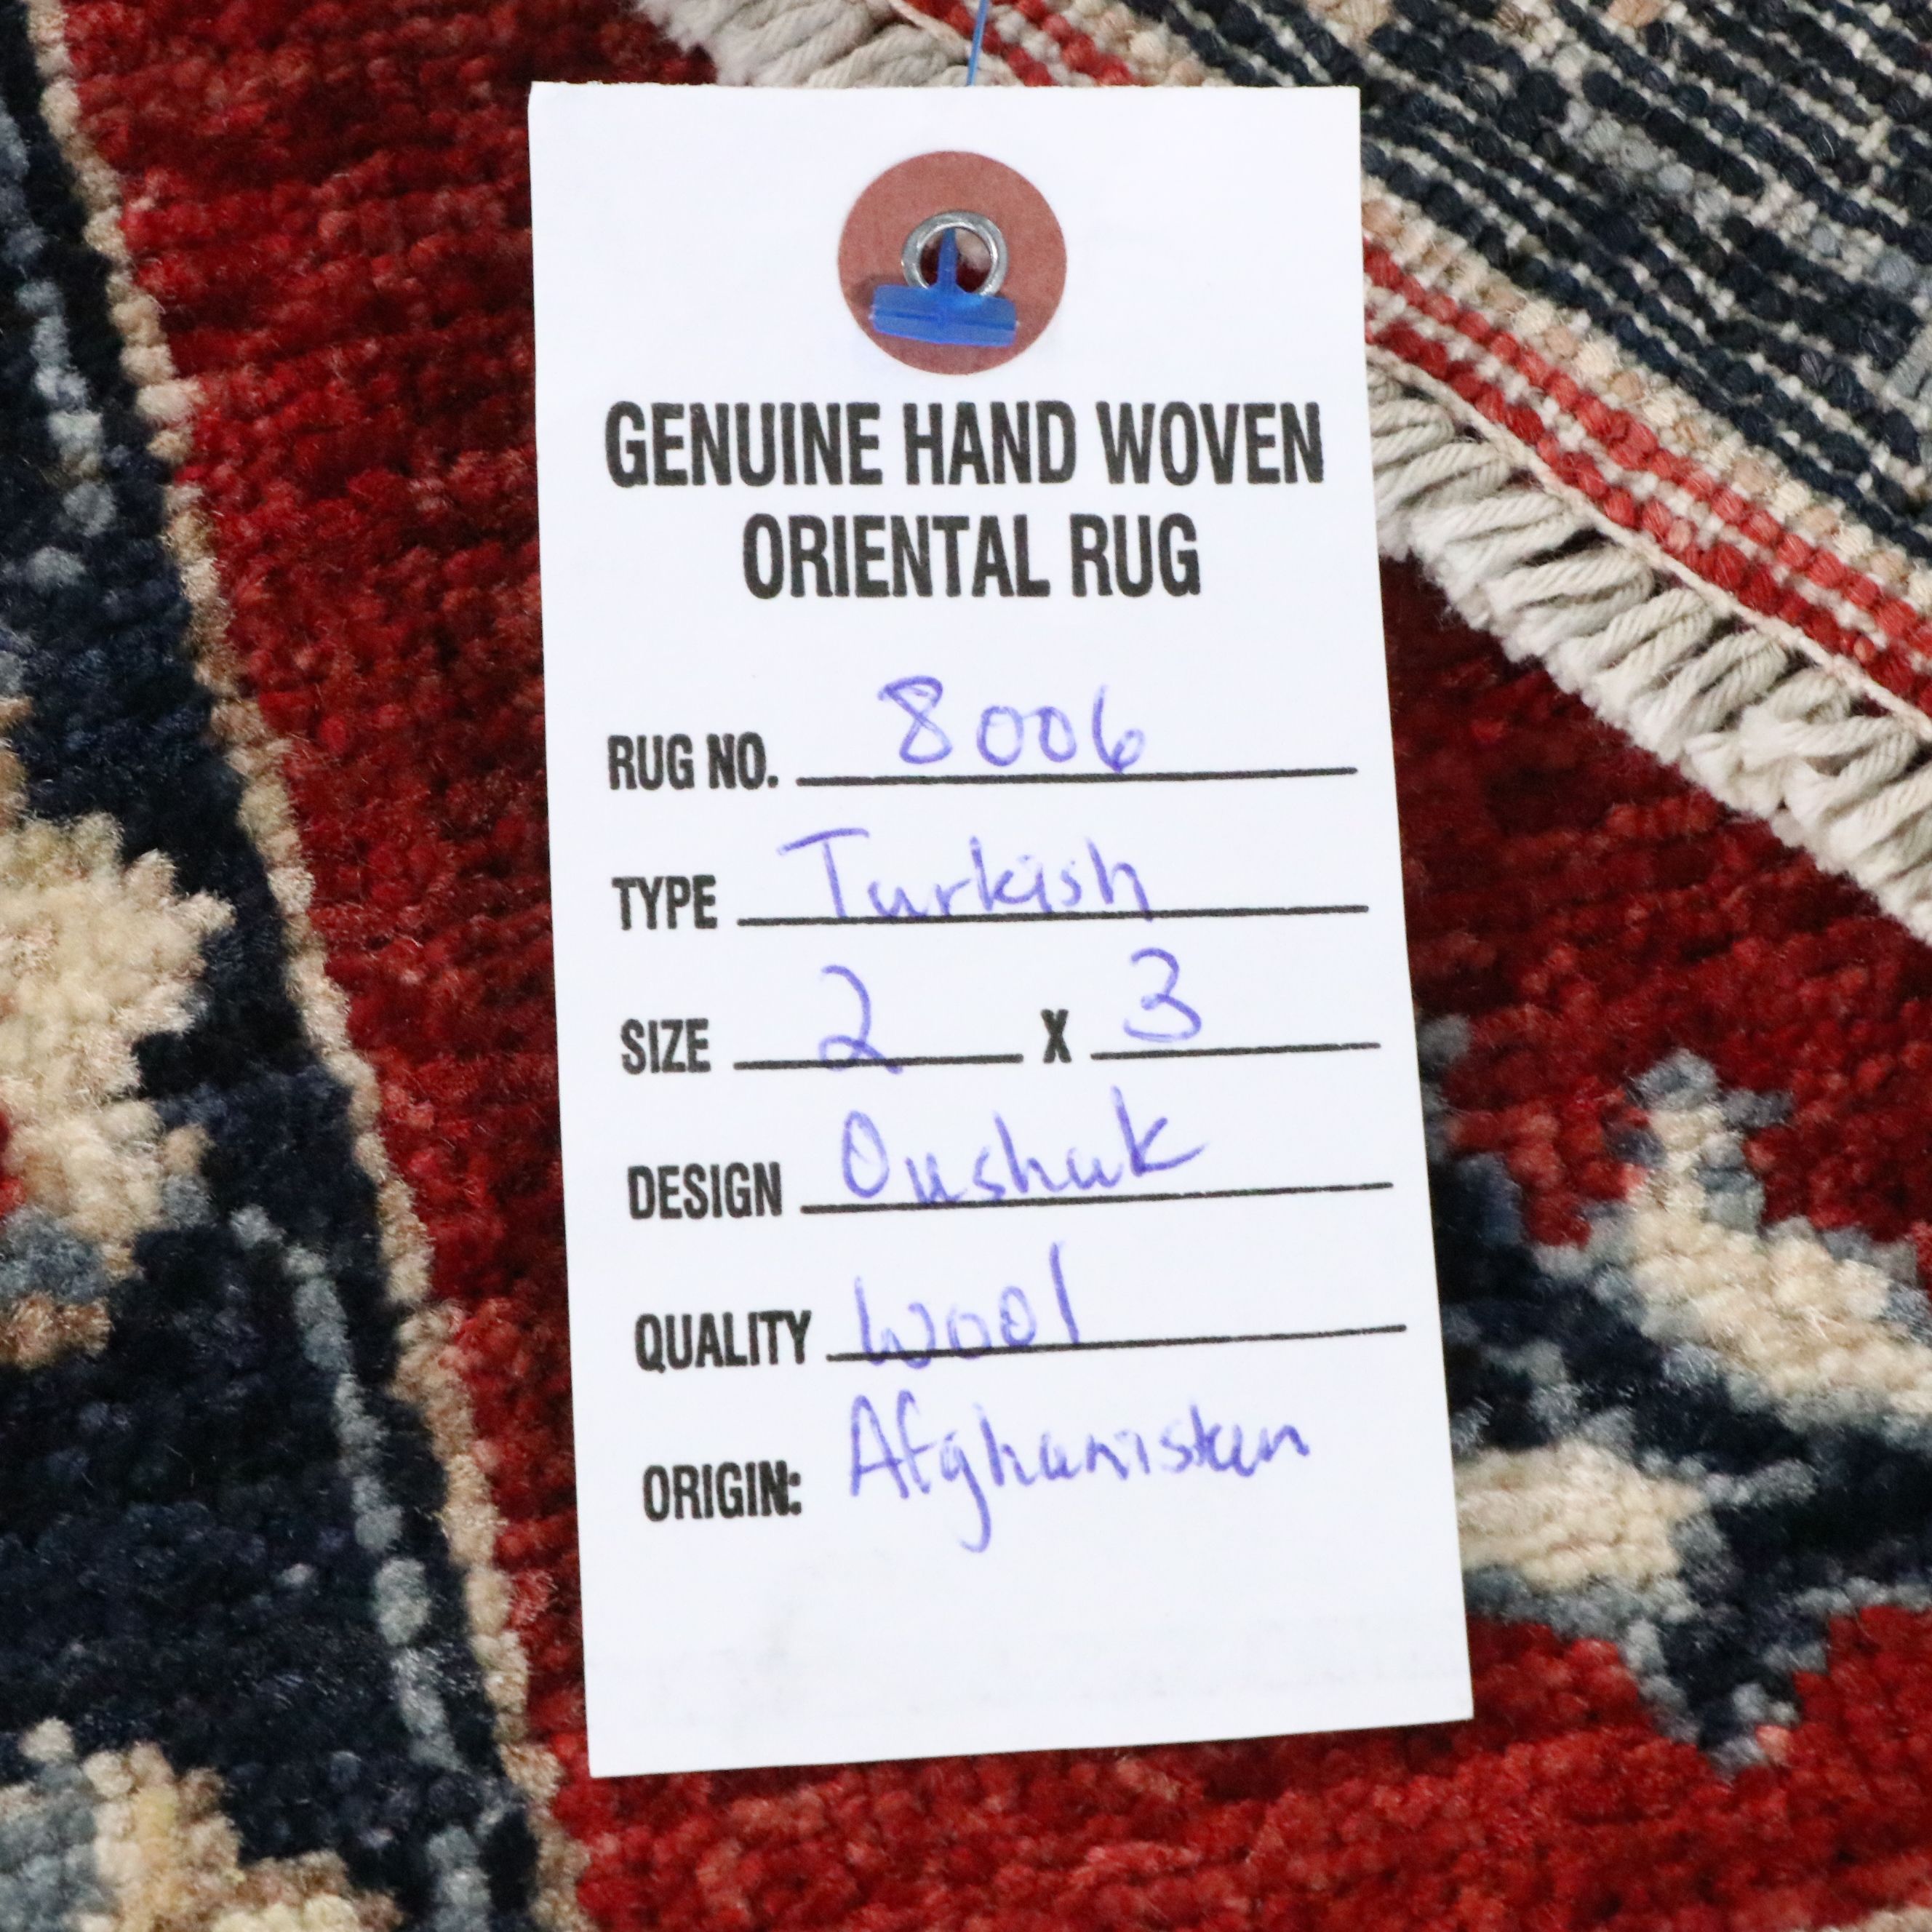 GENUINE HAND WOVEN
ORIENTAL RUG
RUG NO. 8006
TYPE Turkish
SIZE 2 X 3
DESIGN Oushak
QUALITY Wool
ORIGIN: Afghanistan